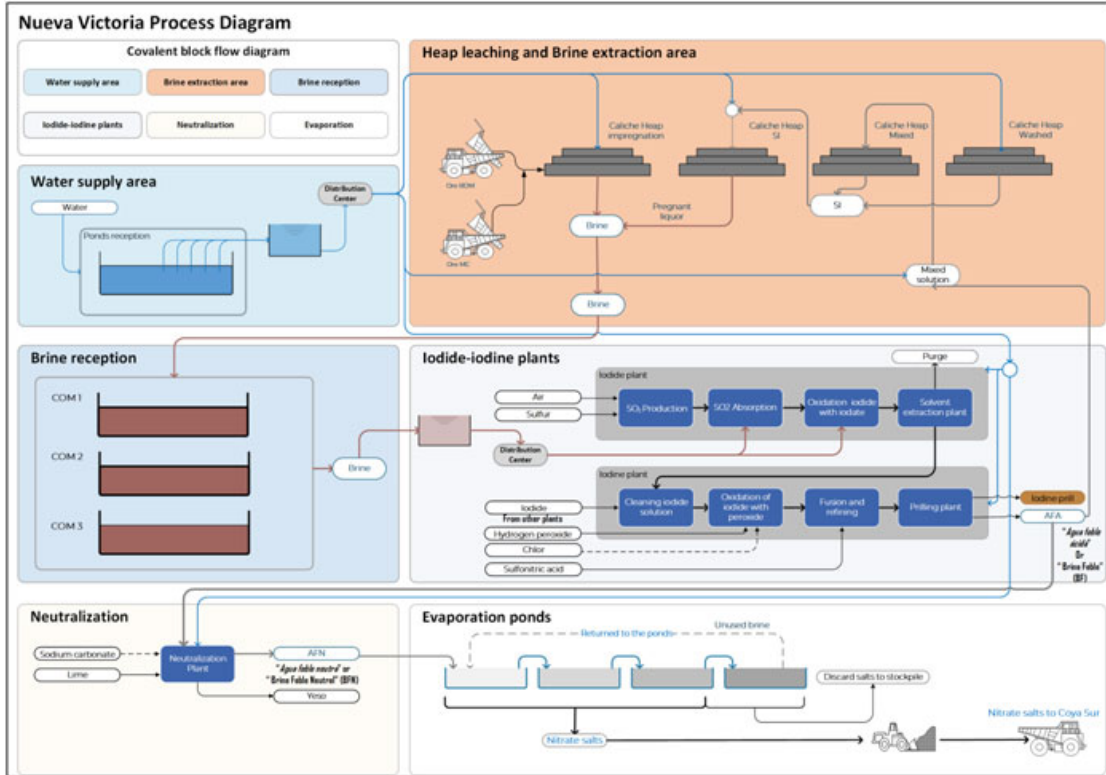 Nueva Victoria Process Diagram
Covalent block flow diagram
Water supply area
Brine extraction area
Brine reception
Iodide-iodine plants
Neutralization
Evaporation
Heap leaching and Brine extraction area
Caliche Heap
impregnation
Caliche Heap
SI
Caliche Heap
Mixed
Caliche Heap
Washed
Ore ROM
Ore MC
Pregnant
liquor
Brine
SI
Mixed
solution
Brine
Water supply area
Water
Ponds reception
Distribution
Center
Brine reception
COM 1
COM 2
COM 3
Brine
Iodide-iodine plants
Purge
Iodide plant
Air
Sulfur
SO₂ Production
SO2 Absorption
Oxidation iodide
with iodate
Solvent
extraction plant
Distribution
Center
Iodine plant
Cleaning iodide
solution
Oxidation of
iodide with
peroxide
Fusion and
refining
Prilling plant
Iodine prill
AFA
"Agua feble
ácida"
Or
"Brine Feble"
(BF)
Iodide
From other plants
Hydrogen peroxide
Chlor
Sulfonitric acid
Neutralization
Sodium carbonate
Lime
Neutralization
Plant
AFN
"Agua feble neutra" or
"Brine Feble Neutral" (BFN)
Yeso
Evaporation ponds
Unused brine
Returned to the ponds
Discard salts to stockpile
Nitrate salts
Nitrate salts to Coya Sur